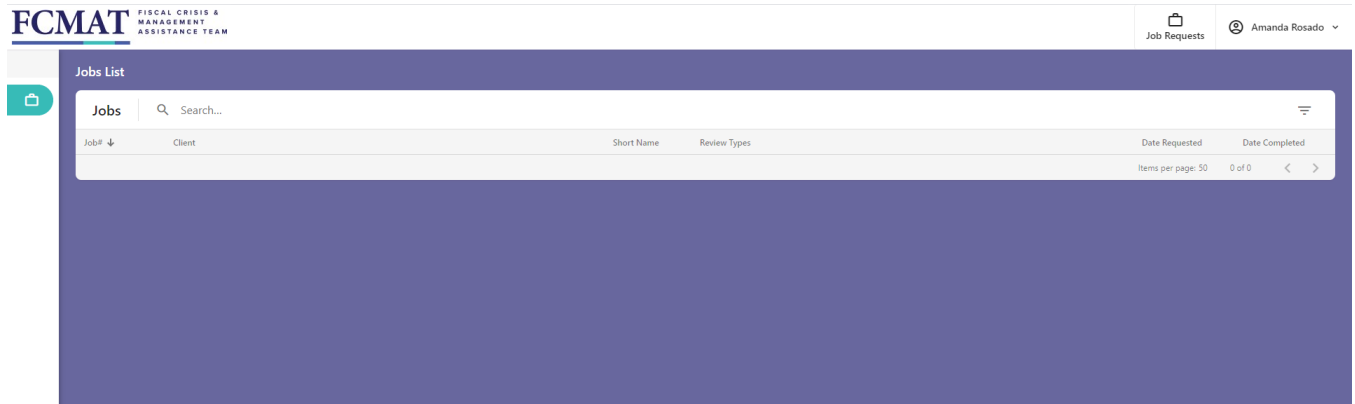 FCMAT FISCAL CRISIS &
MANAGEMENT
ASSISTANCE TEAM
Job Requests
Amanda Rosado
Jobs List
Jobs Search...
Job# Client Short Name Review Types Date Requested Date Completed
Items per page: 50 0 of 0